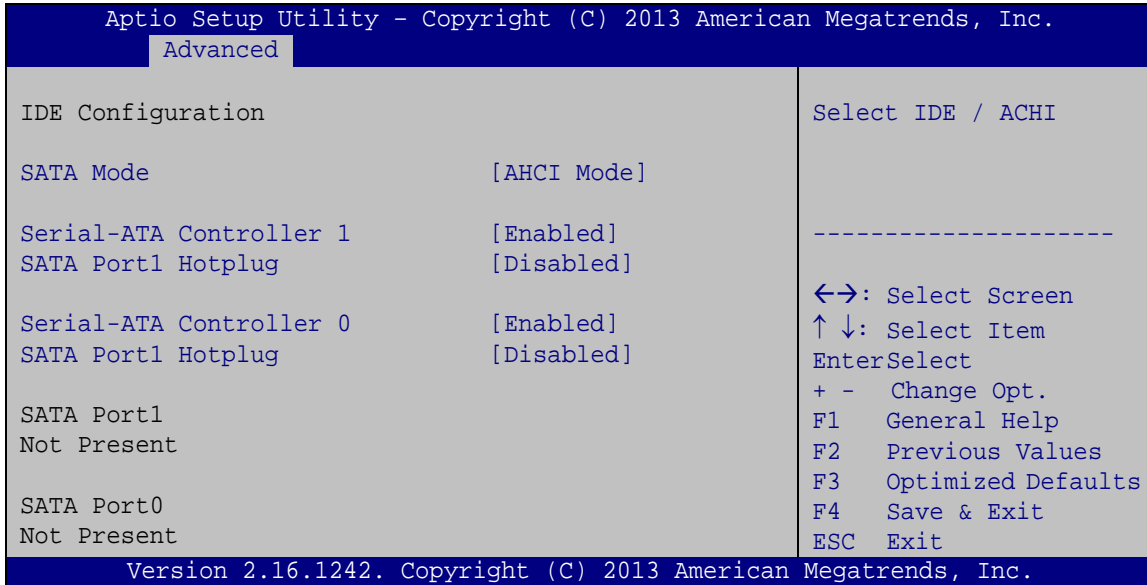 Aptio Setup Utility – Copyright (C) 2013 American Megatrends, Inc.
Advanced
IDE Configuration
SATA Mode [AHCI Mode]
Serial-ATA Controller 1 [Enabled]
SATA Port1 Hotplug [Disabled]
Serial-ATA Controller 0 [Enabled]
SATA Port1 Hotplug [Disabled]
SATA Port1
Not Present
SATA Port0
Not Present
Select IDE / ACHI
---------------------
←→: Select Screen
↑ ↓: Select Item
EnterSelect
+ - Change Opt.
F1 General Help
F2 Previous Values
F3 Optimized Defaults
F4 Save & Exit
ESC Exit
Version 2.16.1242. Copyright (C) 2013 American Megatrends, Inc.